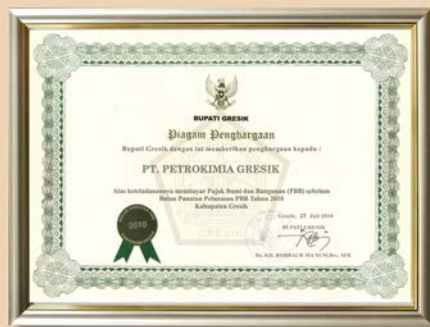 BUPATI GRESIK
Piagam Penghargaan
Bupati Gresik dengan ini memberikan penghargaan kepada :
PT. PETROKIMIA GRESIK
Atas keteladanannya membayar Pajak Bumi dan Bangunan (PBB) sebelum
Bulan Panutan Pelunasan PBB Tahun 2010
Kabupaten Gresik
Gresik, 27 Juli 2010
BUPATI GRESIK
2010
GRESIK